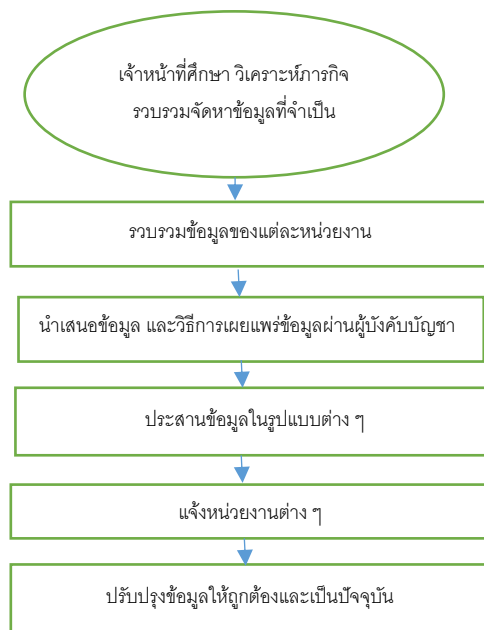 เจ้าหน้าที่ศึกษา วิเคราะห์ภารกิจ
รวบรวมจัดหาข้อมูลที่จำเป็น
รวบรวมข้อมูลของแต่ละหน่วยงาน
นำเสนอข้อมูล และวิธีการเผยแพร่ข้อมูลผ่านผู้บังคับบัญชา
ประสานข้อมูลในรูปแบบต่าง ๆ
แจ้งหน่วยงานต่าง ๆ
ปรับปรุงข้อมูลให้ถูกต้องและเป็นปัจจุบัน